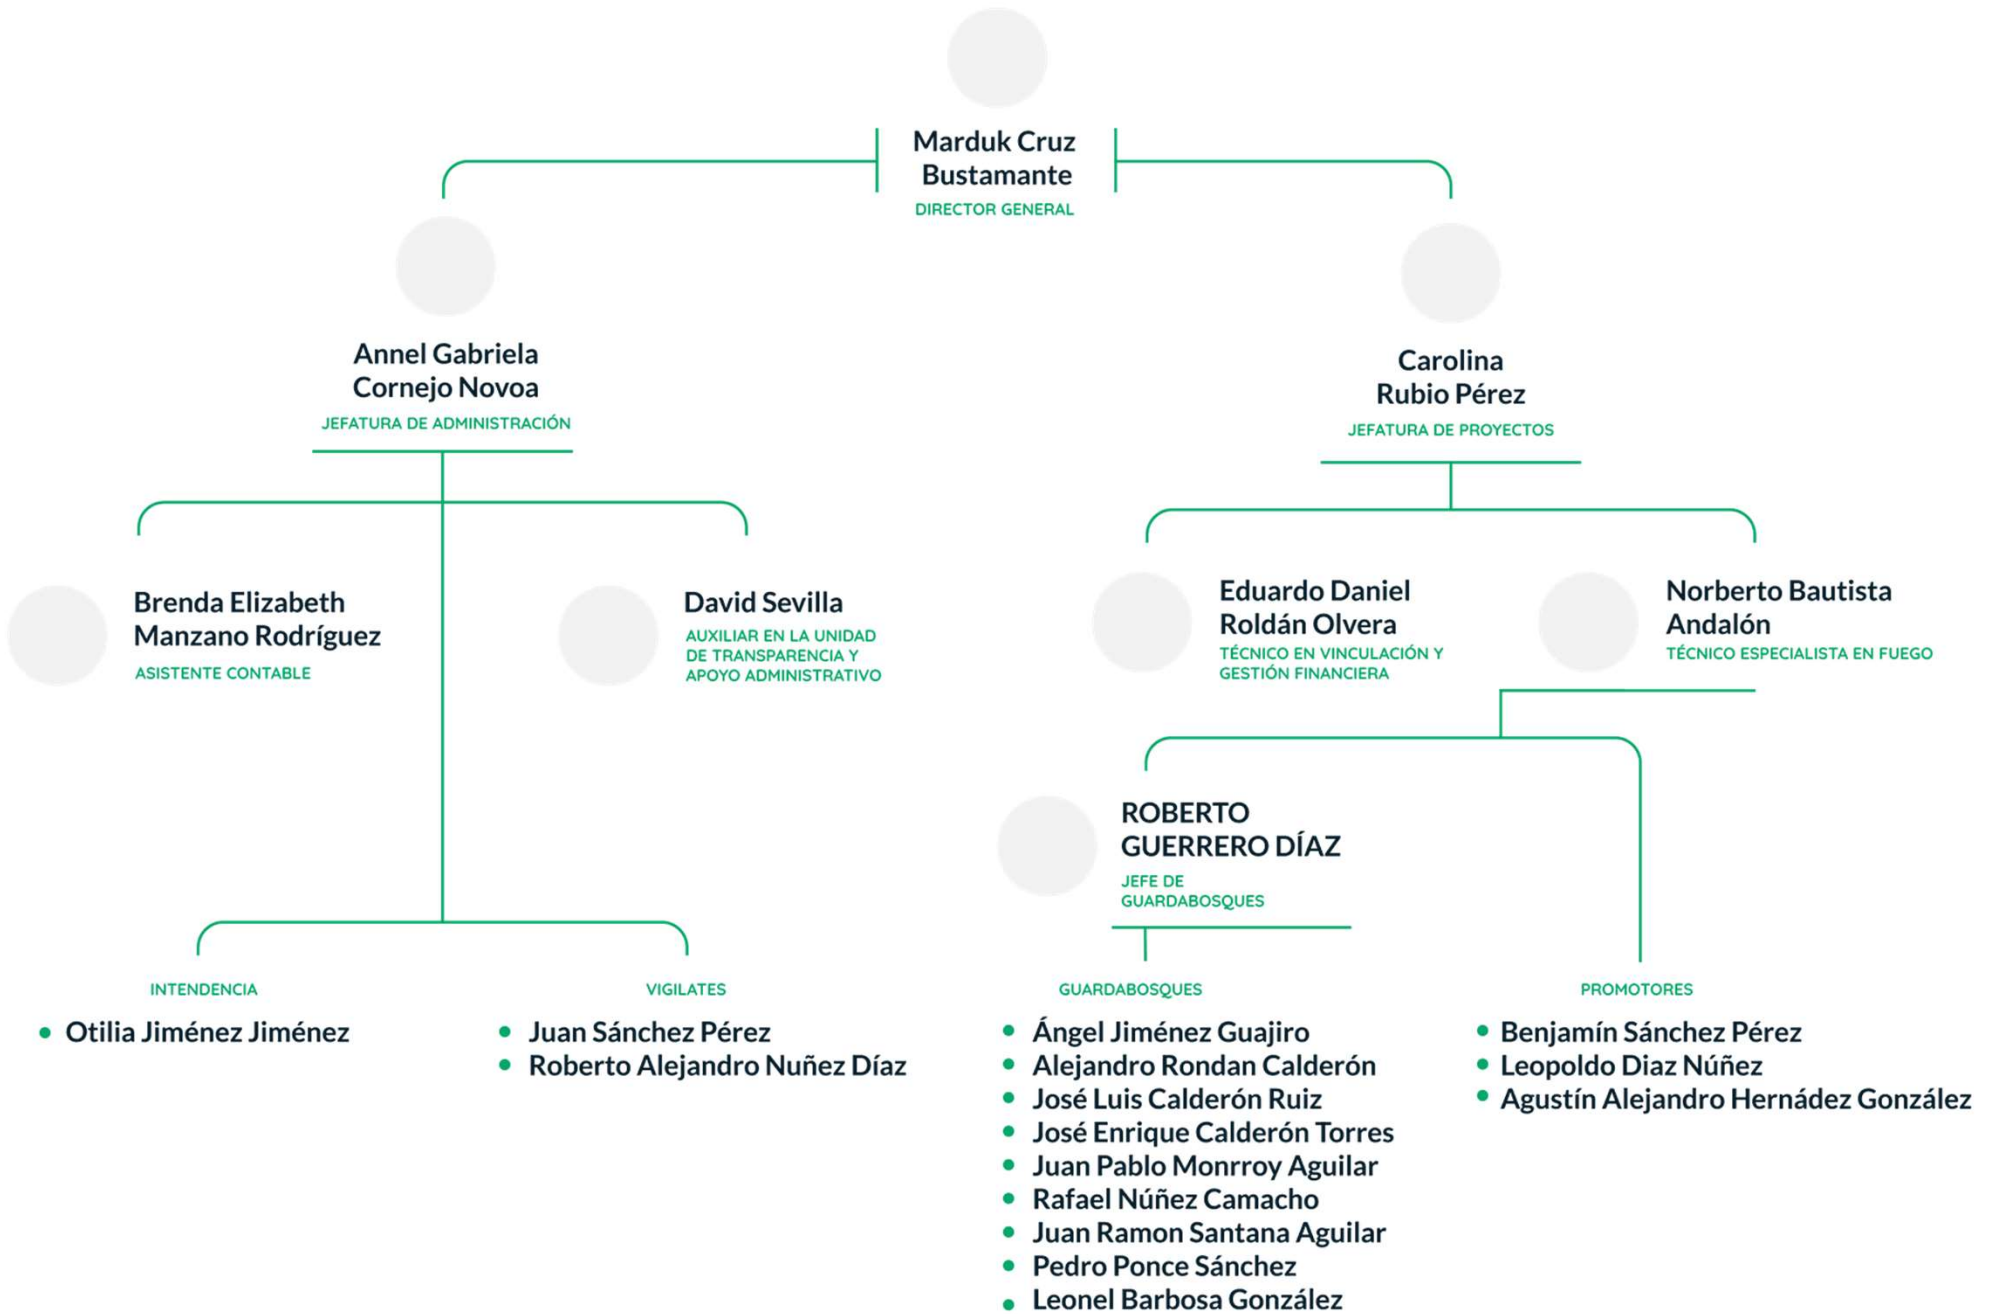 Marduk Cruz
Bustamante
DIRECTOR GENERAL
Annel Gabriela
Cornejo Novoa
JEFATURA DE ADMINISTRACIÓN
Carolina
Rubio Pérez
JEFATURA DE PROYECTOS
Brenda Elizabeth
Manzano Rodríguez
ASISTENTE CONTABLE
David Sevilla
AUXILIAR EN LA UNIDAD
DE TRANSPARENCIA Y
APOYO ADMINISTRATIVO
Eduardo Daniel
Roldán Olvera
TÉCNICO EN VINCULACIÓN Y
GESTIÓN FINANCIERA
Norberto Bautista
Andalón
TÉCNICO ESPECIALISTA EN FUEGO
ROBERTO
GUERRERO DÍAZ
JEFE DE
GUARDABOSQUES
INTENDENCIA
Otilia Jiménez Jiménez
VIGILATES
Juan Sánchez Pérez
Roberto Alejandro Nuñez Díaz
GUARDABOSQUES
Ángel Jiménez Guajiro
Alejandro Rondan Calderón
José Luis Calderón Ruiz
José Enrique Calderón Torres
Juan Pablo Monrroy Aguilar
Rafael Núñez Camacho
Juan Ramon Santana Aguilar
Pedro Ponce Sánchez
Leonel Barbosa González
PROMOTORES
Benjamín Sánchez Pérez
Leopoldo Diaz Núñez
Agustín Alejandro Hernádez González